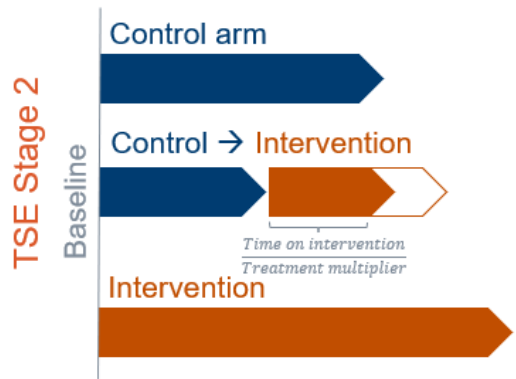 TSE Stage 2
Baseline
Control arm
Control → Intervention
Time on intervention
Treatment multiplier
Intervention